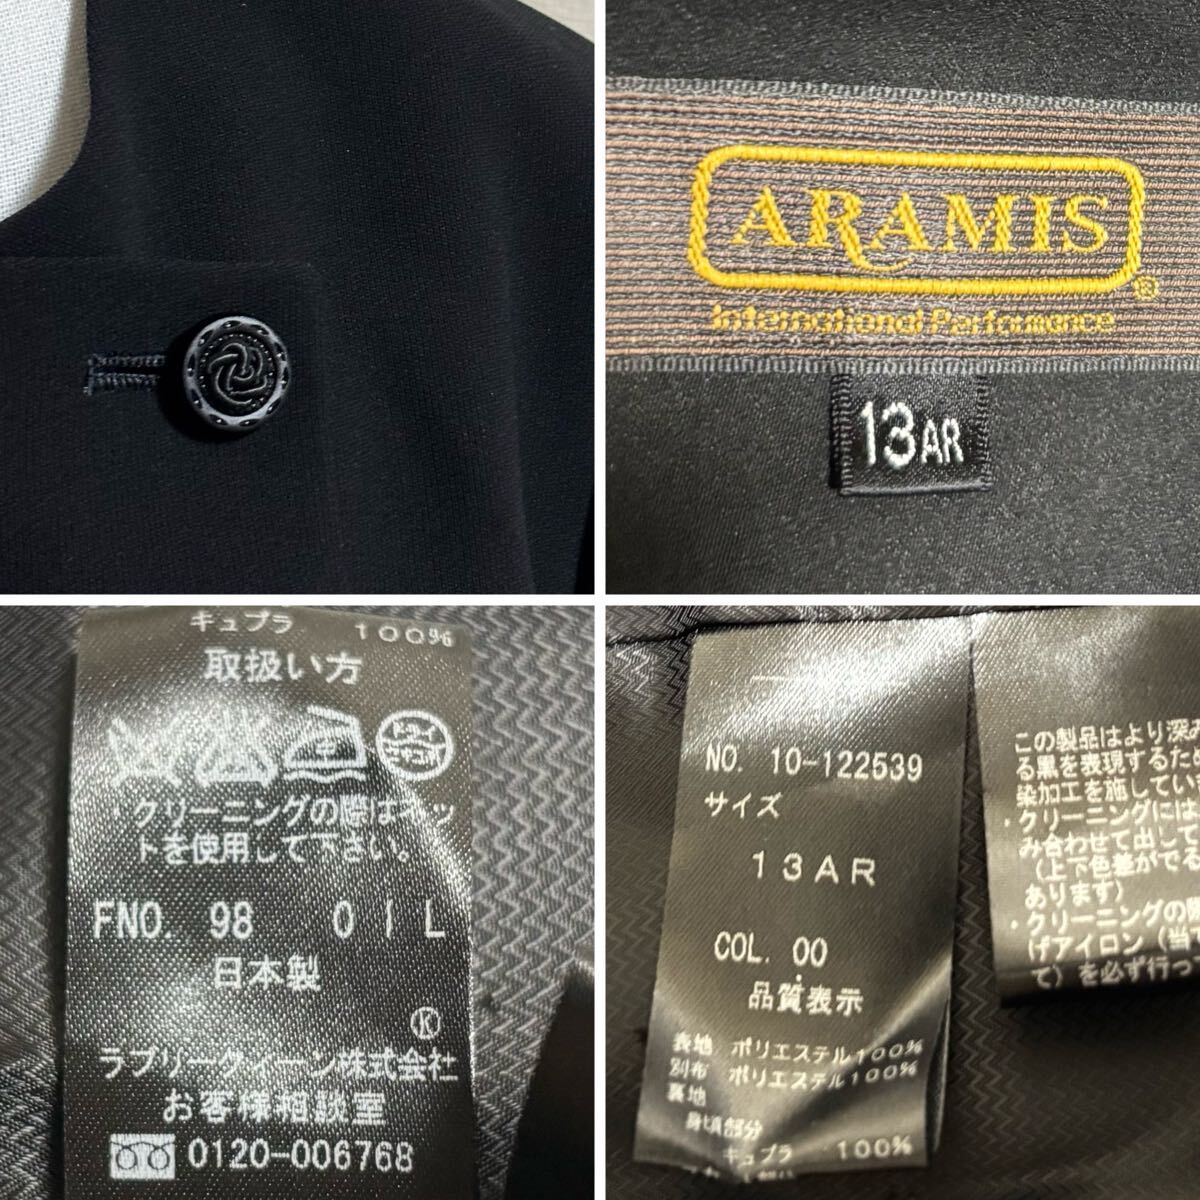 ARAMIS
®
International Performance
13AR
キュプラ 100%
取扱い方
ドライ
・クリーニングの際はネッ
トを使用して下さい。
FNO. 98 0 I L
日本製
Ⓚ
ラブリークィーン株式会社
お客様相談室
0120-006768
NO. 10-122539
サイズ
13AR
COL. 00
品質表示
表地 ポリエステル100%
別布 ポリエステル100%
裏地
身頃部分
キュプラ 100%
この製品はより深み
る黒を表現するため
染加工を施してい
・クリーニングには
み合わせて出して
(上下色差がでる
あります)
・クリーニングの際
げアイロン(当て
て)を必ず行っ